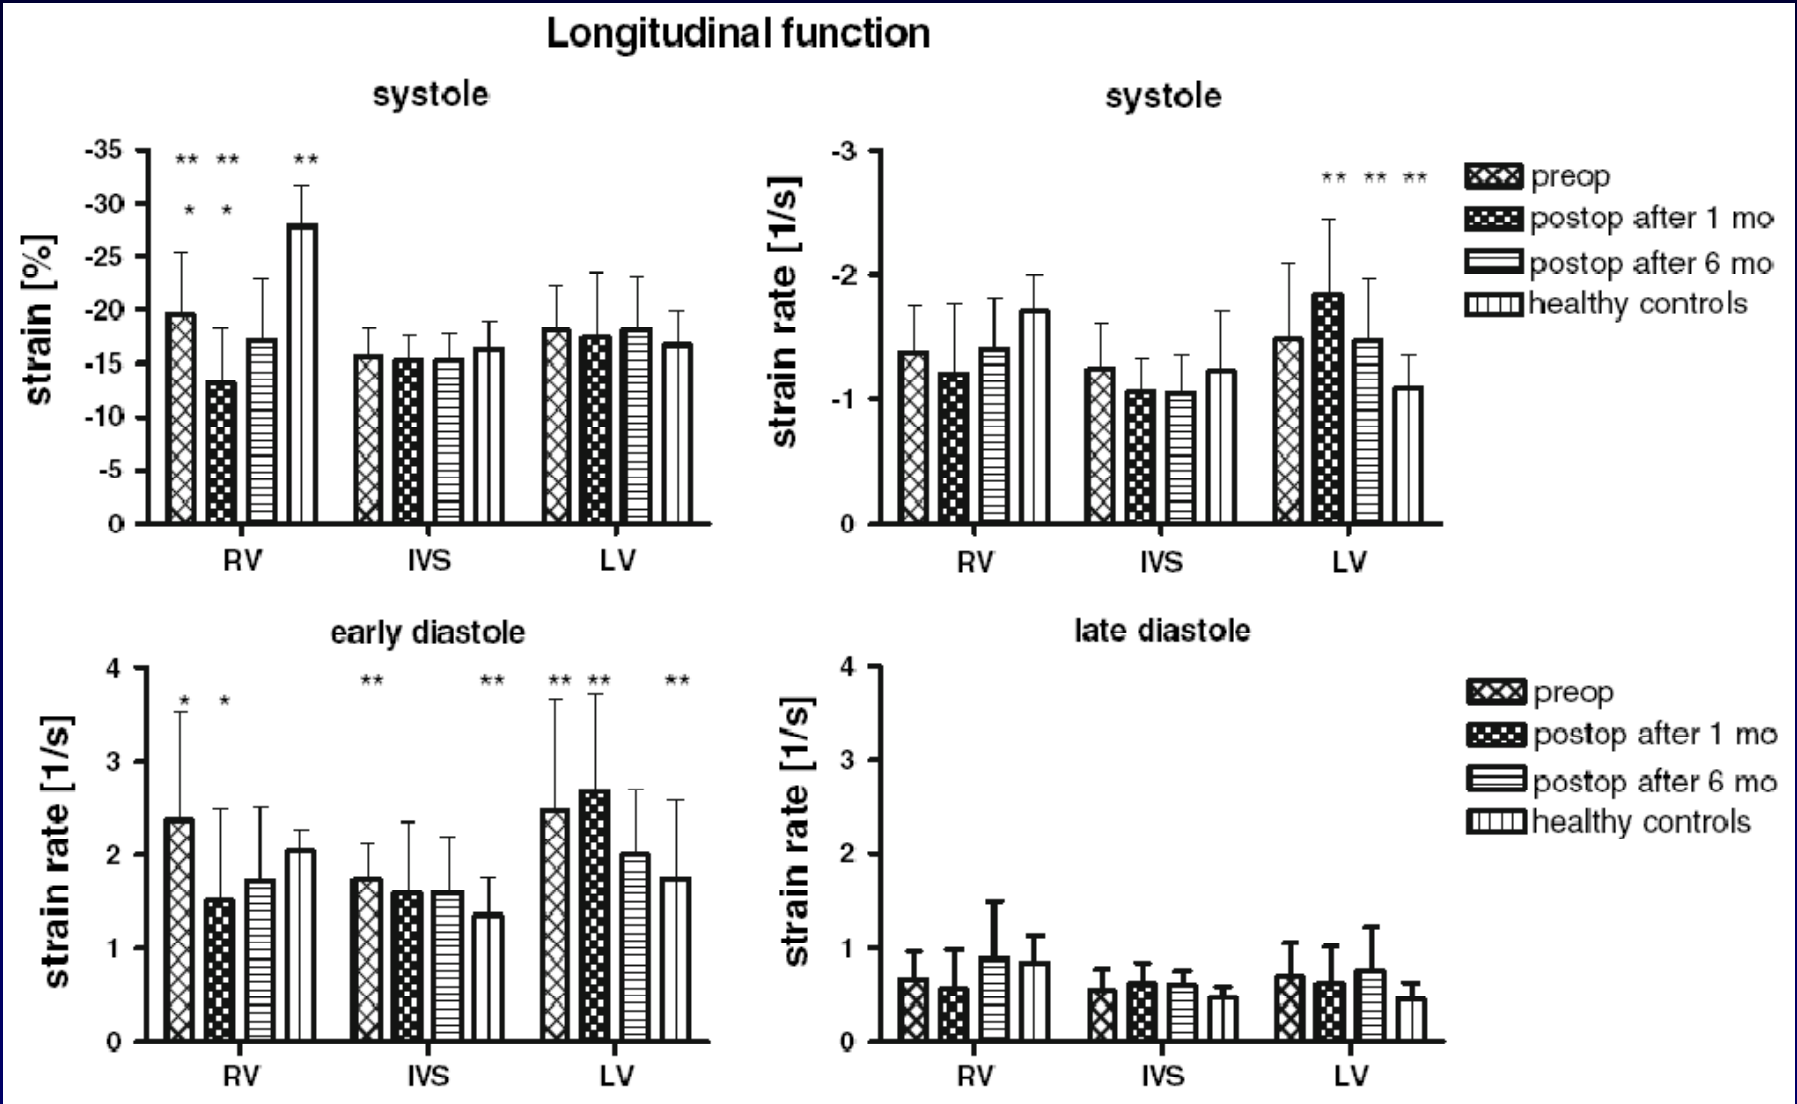 Longitudinal function
systole
strain [%]
-35
-30
-25
-20
-15
-10
-5
0
** ** **
* *
RV IVS LV
systole
strain rate [1/s]
-3
-2
-1
0
** ** **
RV IVS LV
preop
postop after 1 mo
postop after 6 mo
healthy controls
early diastole
strain rate [1/s]
4
3
2
1
0
** ** ** ** **
* *
RV IVS LV
late diastole
strain rate [1/s]
4
3
2
1
0
RV IVS LV
preop
postop after 1 mo
postop after 6 mo
healthy controls